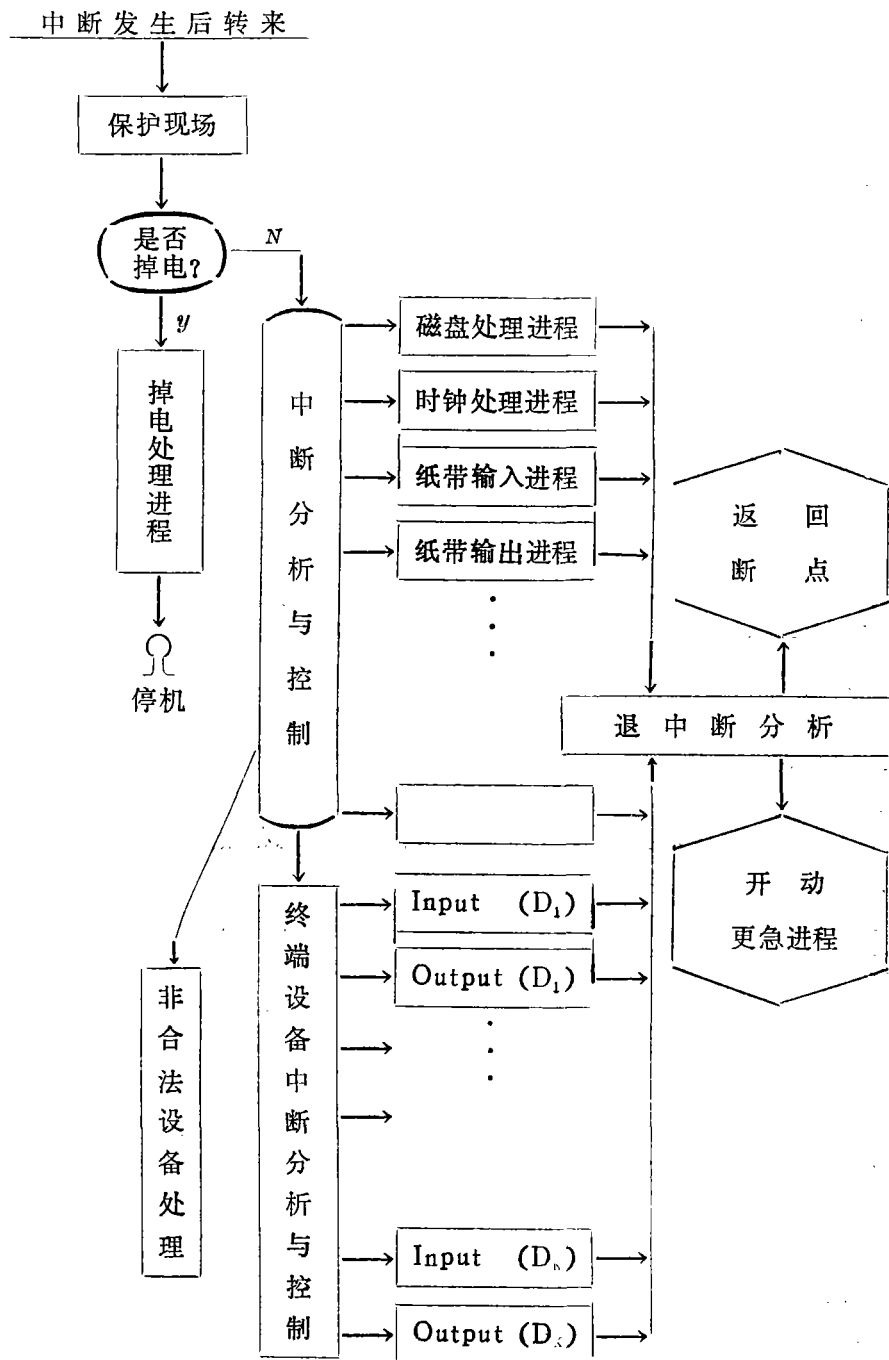 中断发生后转来
保护现场
是否
掉电？
N
y
掉电处理进程
停机
中断分析与控制
磁盘处理进程
时钟处理进程
纸带输入进程
纸带输出进程
返回
断点
退中断分析
开动
更急进程
非合法设备处理
终端设备中断分析与控制
Input (D₁)
Output (D₁)
Input
Output